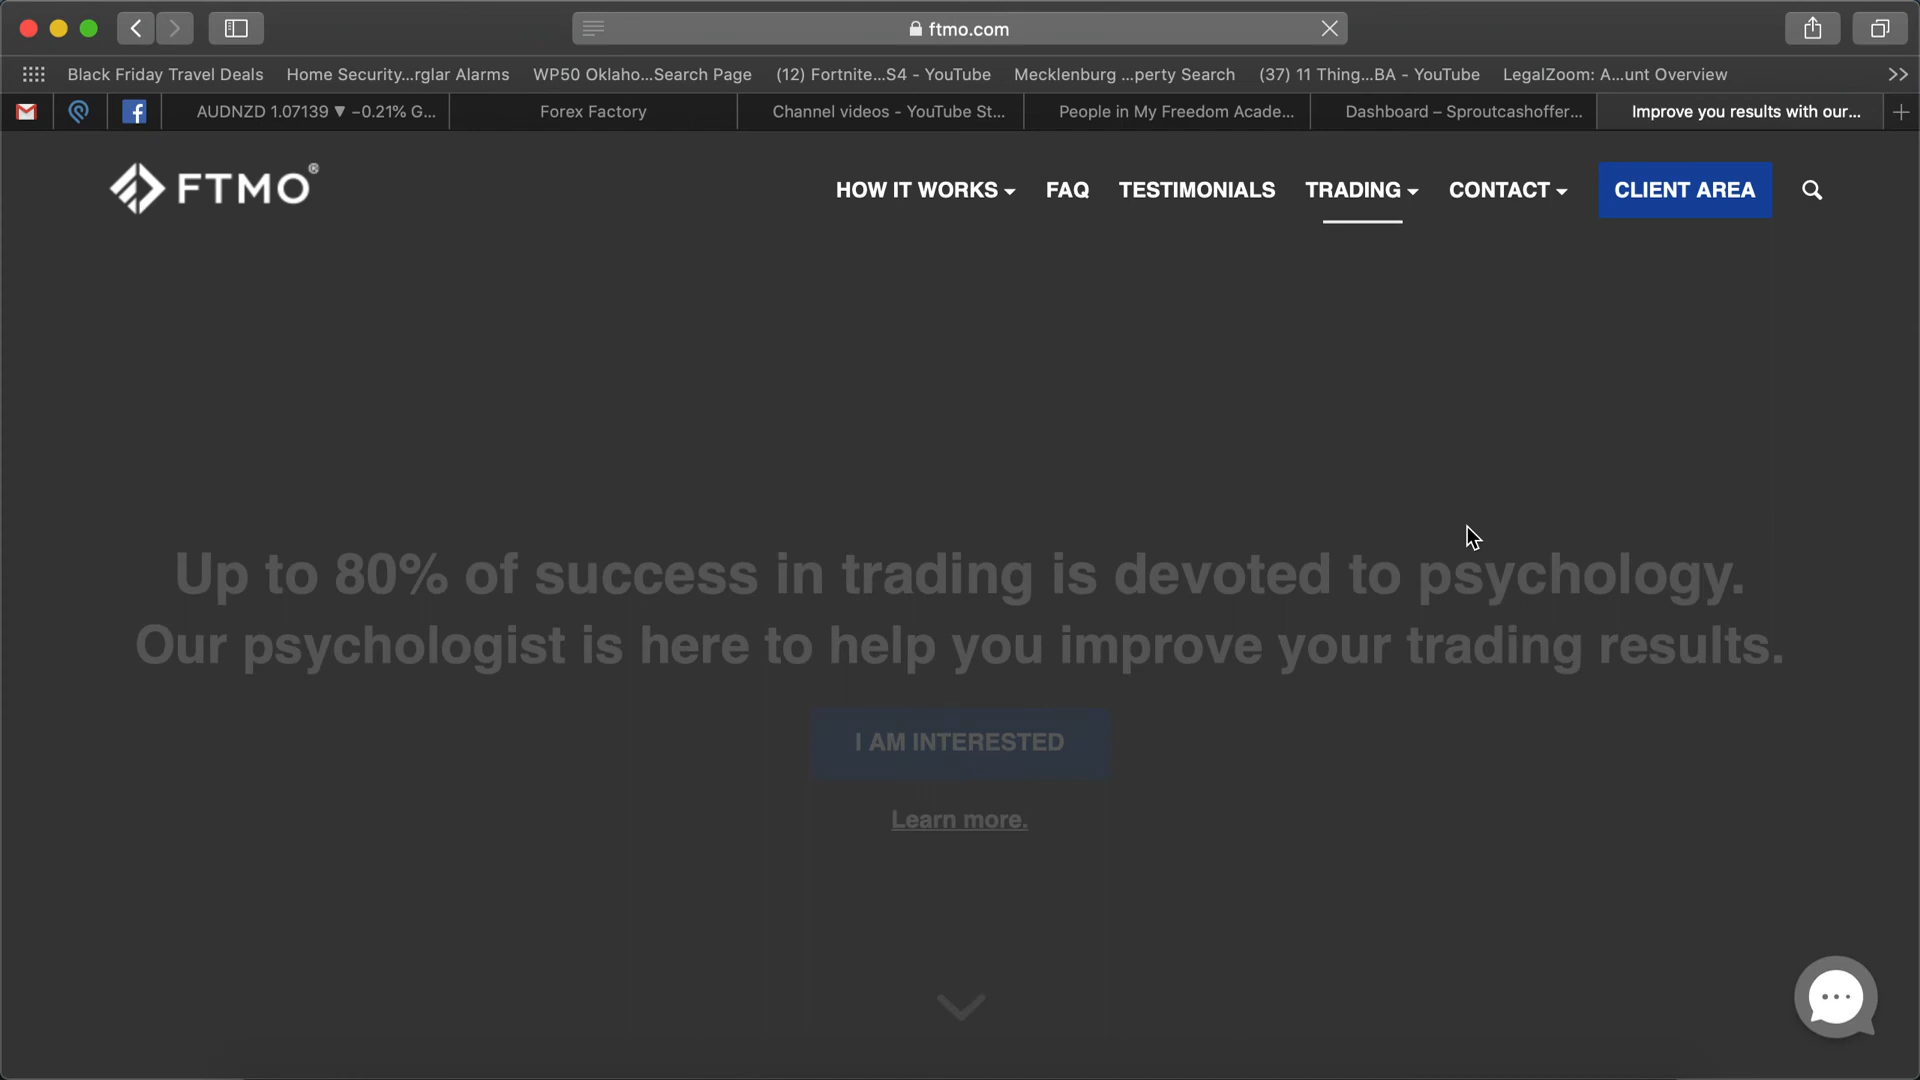 ftmo.com
Black Friday Travel Deals
Home Security...rglar Alarms
WP50 Oklaho...Search Page
(12) Fortnite...S4 - YouTube
Mecklenburg ...perty Search
(37) 11 Thing...BA - YouTube
LegalZoom: A...unt Overview
AUDNZD 1.07139 ▼ −0.21% G...
Forex Factory
Channel videos - YouTube St...
People in My Freedom Acade...
Dashboard – Sproutcashoffer...
Improve you results with our...
FTMO®
HOW IT WORKS
FAQ
TESTIMONIALS
TRADING
CONTACT
CLIENT AREA
Up to 80% of success in trading is devoted to psychology.
Our psychologist is here to help you improve your trading results.
I AM INTERESTED
Learn more.